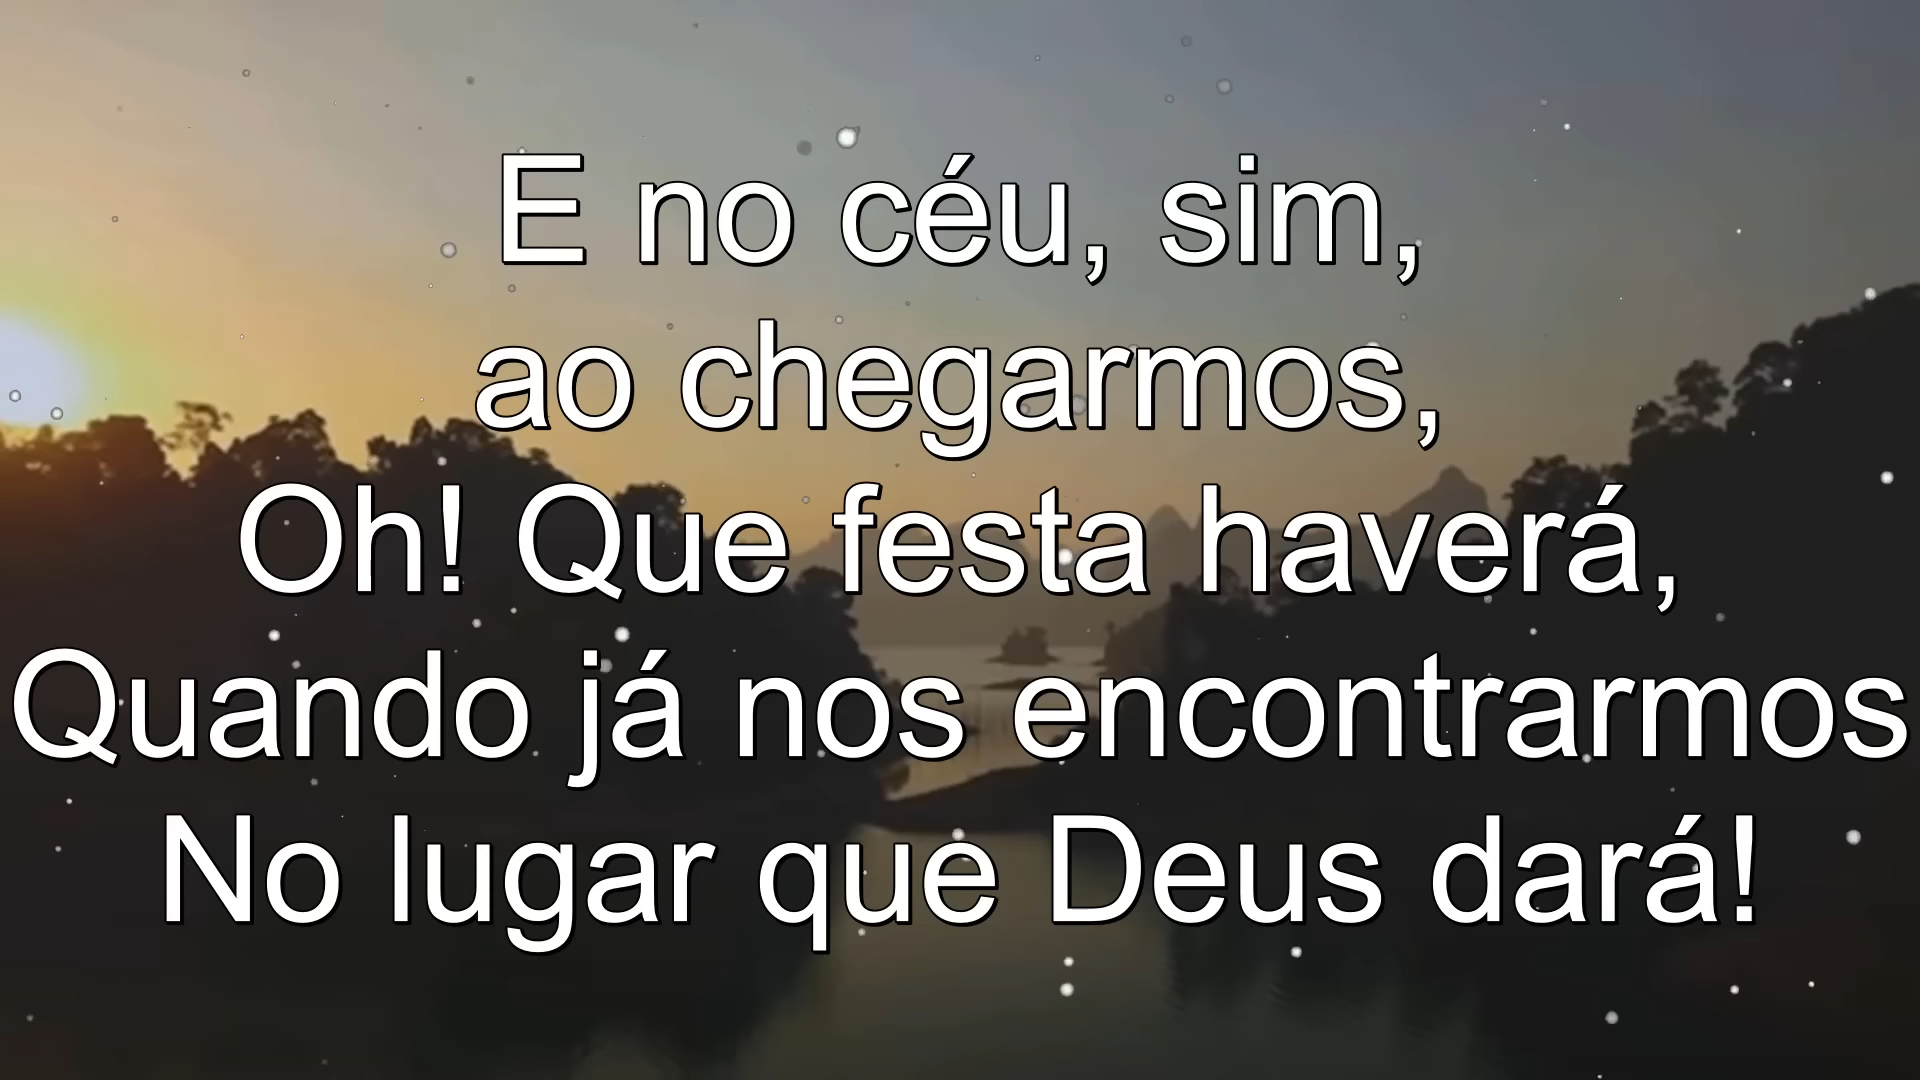 E no céu, sim,
ao chegarmos,
Oh! Que festa haverá,
Quando já nos encontrarmos
No lugar que Deus dará!